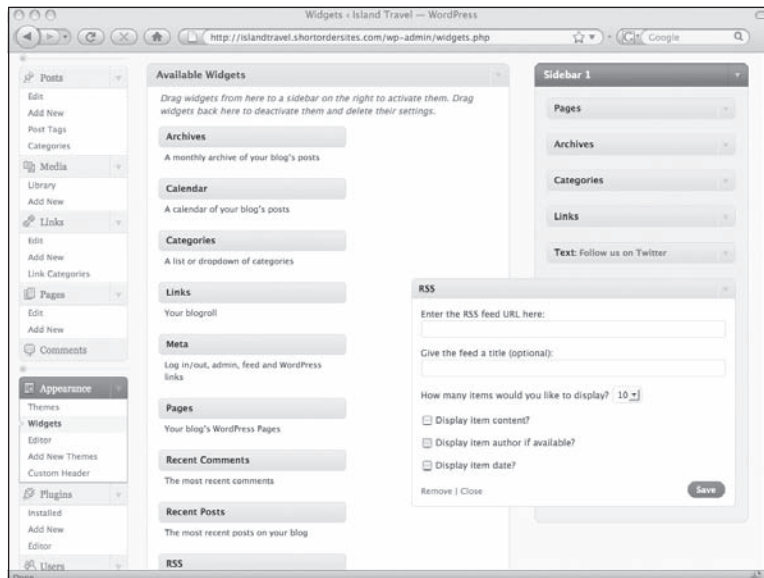 Widgets ‹ Island Travel — WordPress
http://islandtravel.shortordersites.com/wp-admin/widgets.php
Google
Posts
Edit
Add New
Post Tags
Categories
Media
Library
Add New
Links
Edit
Add New
Link Categories
Pages
Edit
Add New
Comments
Appearance
Themes
Widgets
Editor
Add New Themes
Custom Header
Plugins
Installed
Add New
Editor
Users
Available Widgets
Drag widgets from here to a sidebar on the right to activate them. Drag
widgets back here to deactivate them and delete their settings.
Archives
A monthly archive of your blog's posts
Calendar
A calendar of your blog's posts
Categories
A list or dropdown of categories
Links
Your blogroll
Meta
Log in/out, admin, feed and WordPress
links
Pages
Your blog's WordPress Pages
Recent Comments
The most recent comments
Recent Posts
The most recent posts on your blog
RSS
Sidebar 1
Pages
Archives
Categories
Links
Text: Follow us on Twitter
RSS
Enter the RSS feed URL here:
Give the feed a title (optional):
How many items would you like to display? 10
Display item content?
Display item author if available?
Display item date?
Remove | Close
Save
Done